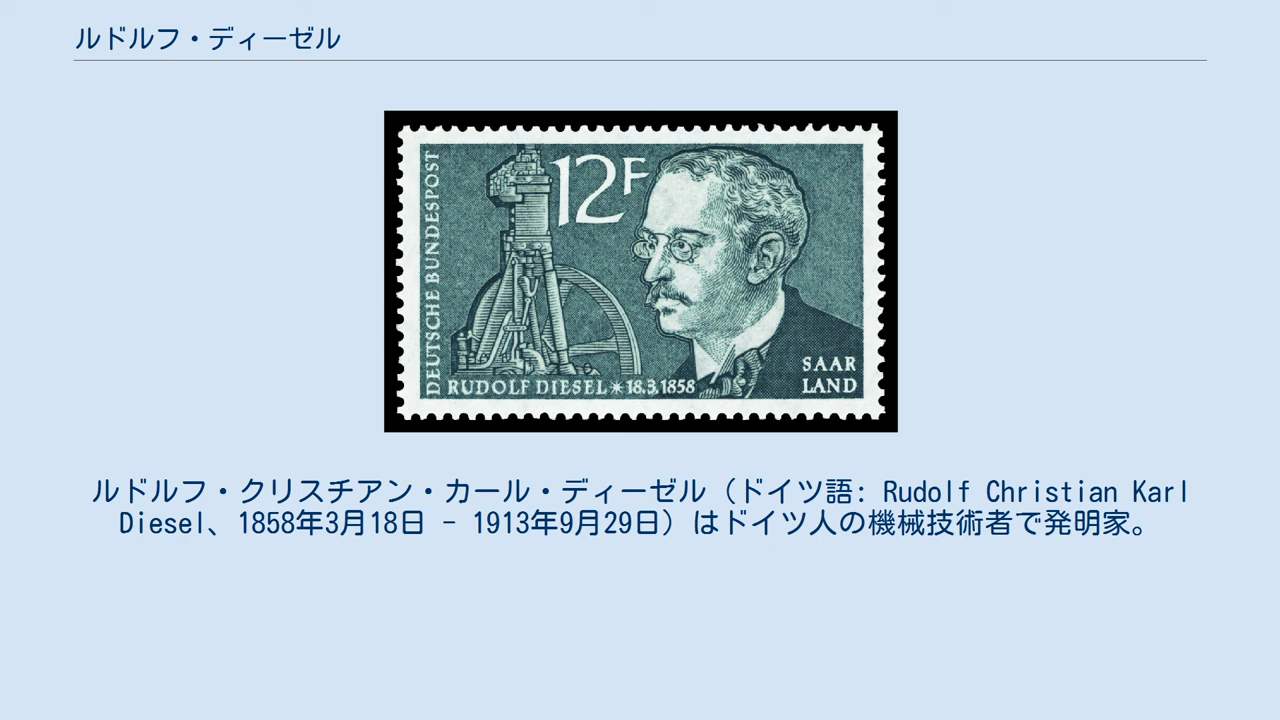 ルドルフ・ディーゼル
DEUTSCHE BUNDESPOST
12F
SAAR
LAND
RUDOLF DIESEL*18.3.1858
ルドルフ・クリスチアン・カール・ディーゼル（ドイツ語: Rudolf Christian Karl
Diesel、1858年3月18日 – 1913年9月29日）はドイツ人の機械技術者で発明家。